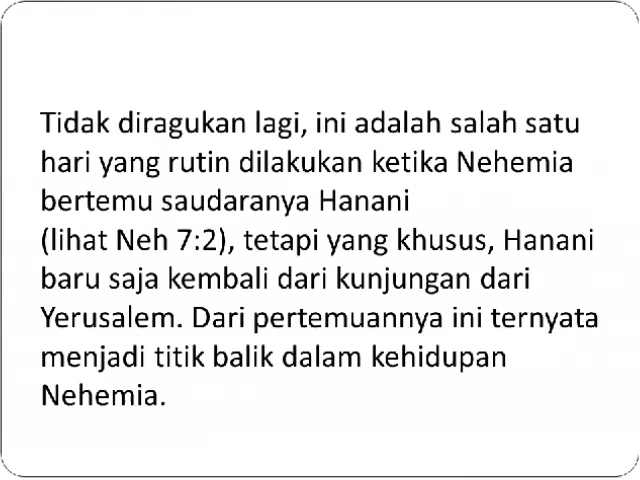 Tidak diragukan lagi, ini adalah salah satu
hari yang rutin dilakukan ketika Nehemia
bertemu saudaranya Hanani
(lihat Neh 7:2), tetapi yang khusus, Hanani
baru saja kembali dari kunjungan dari
Yerusalem. Dari pertemuannya ini ternyata
menjadi titik balik dalam kehidupan
Nehemia.